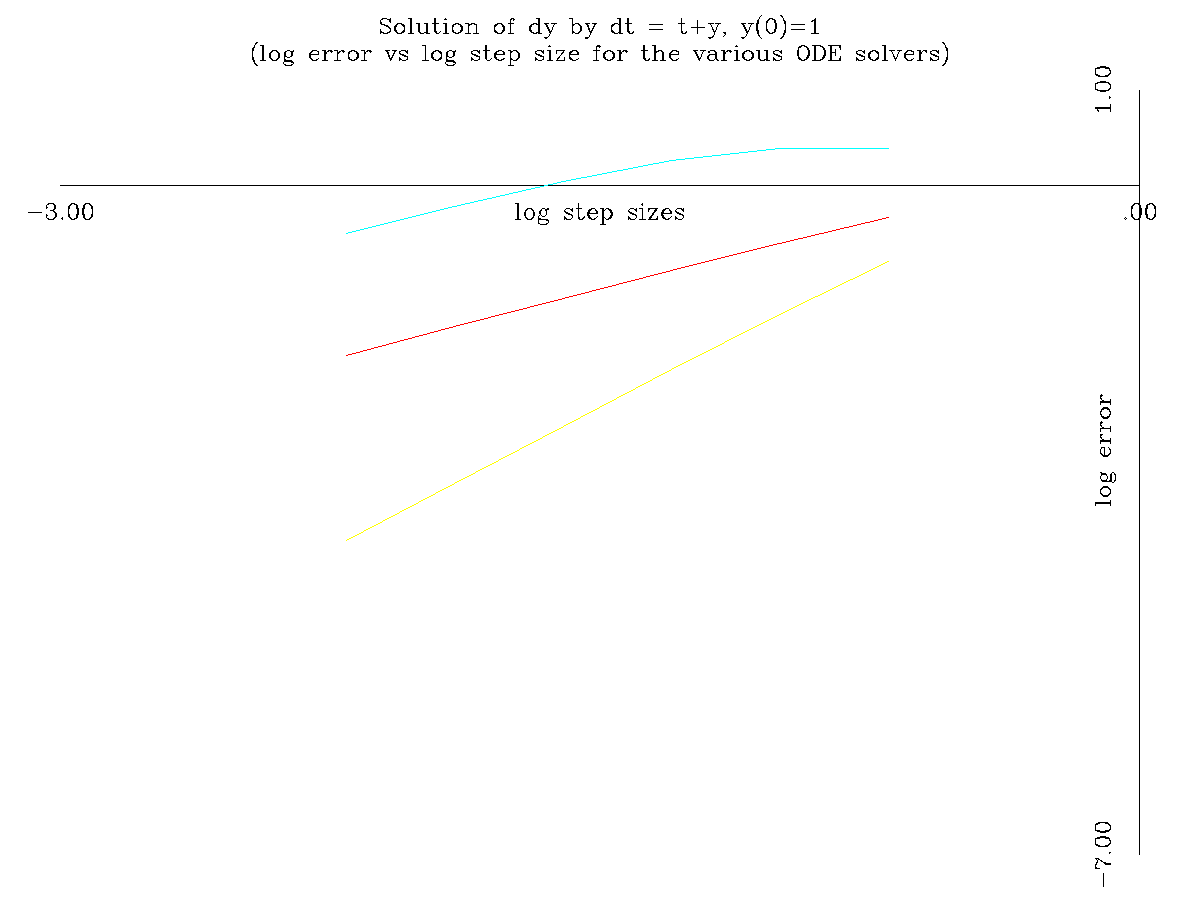 Solution of dy by dt = t+y, y(0)=1
(log error vs log step size for the various ODE solvers)
1.00
−3.00
log step sizes
.00
log error
−7.00